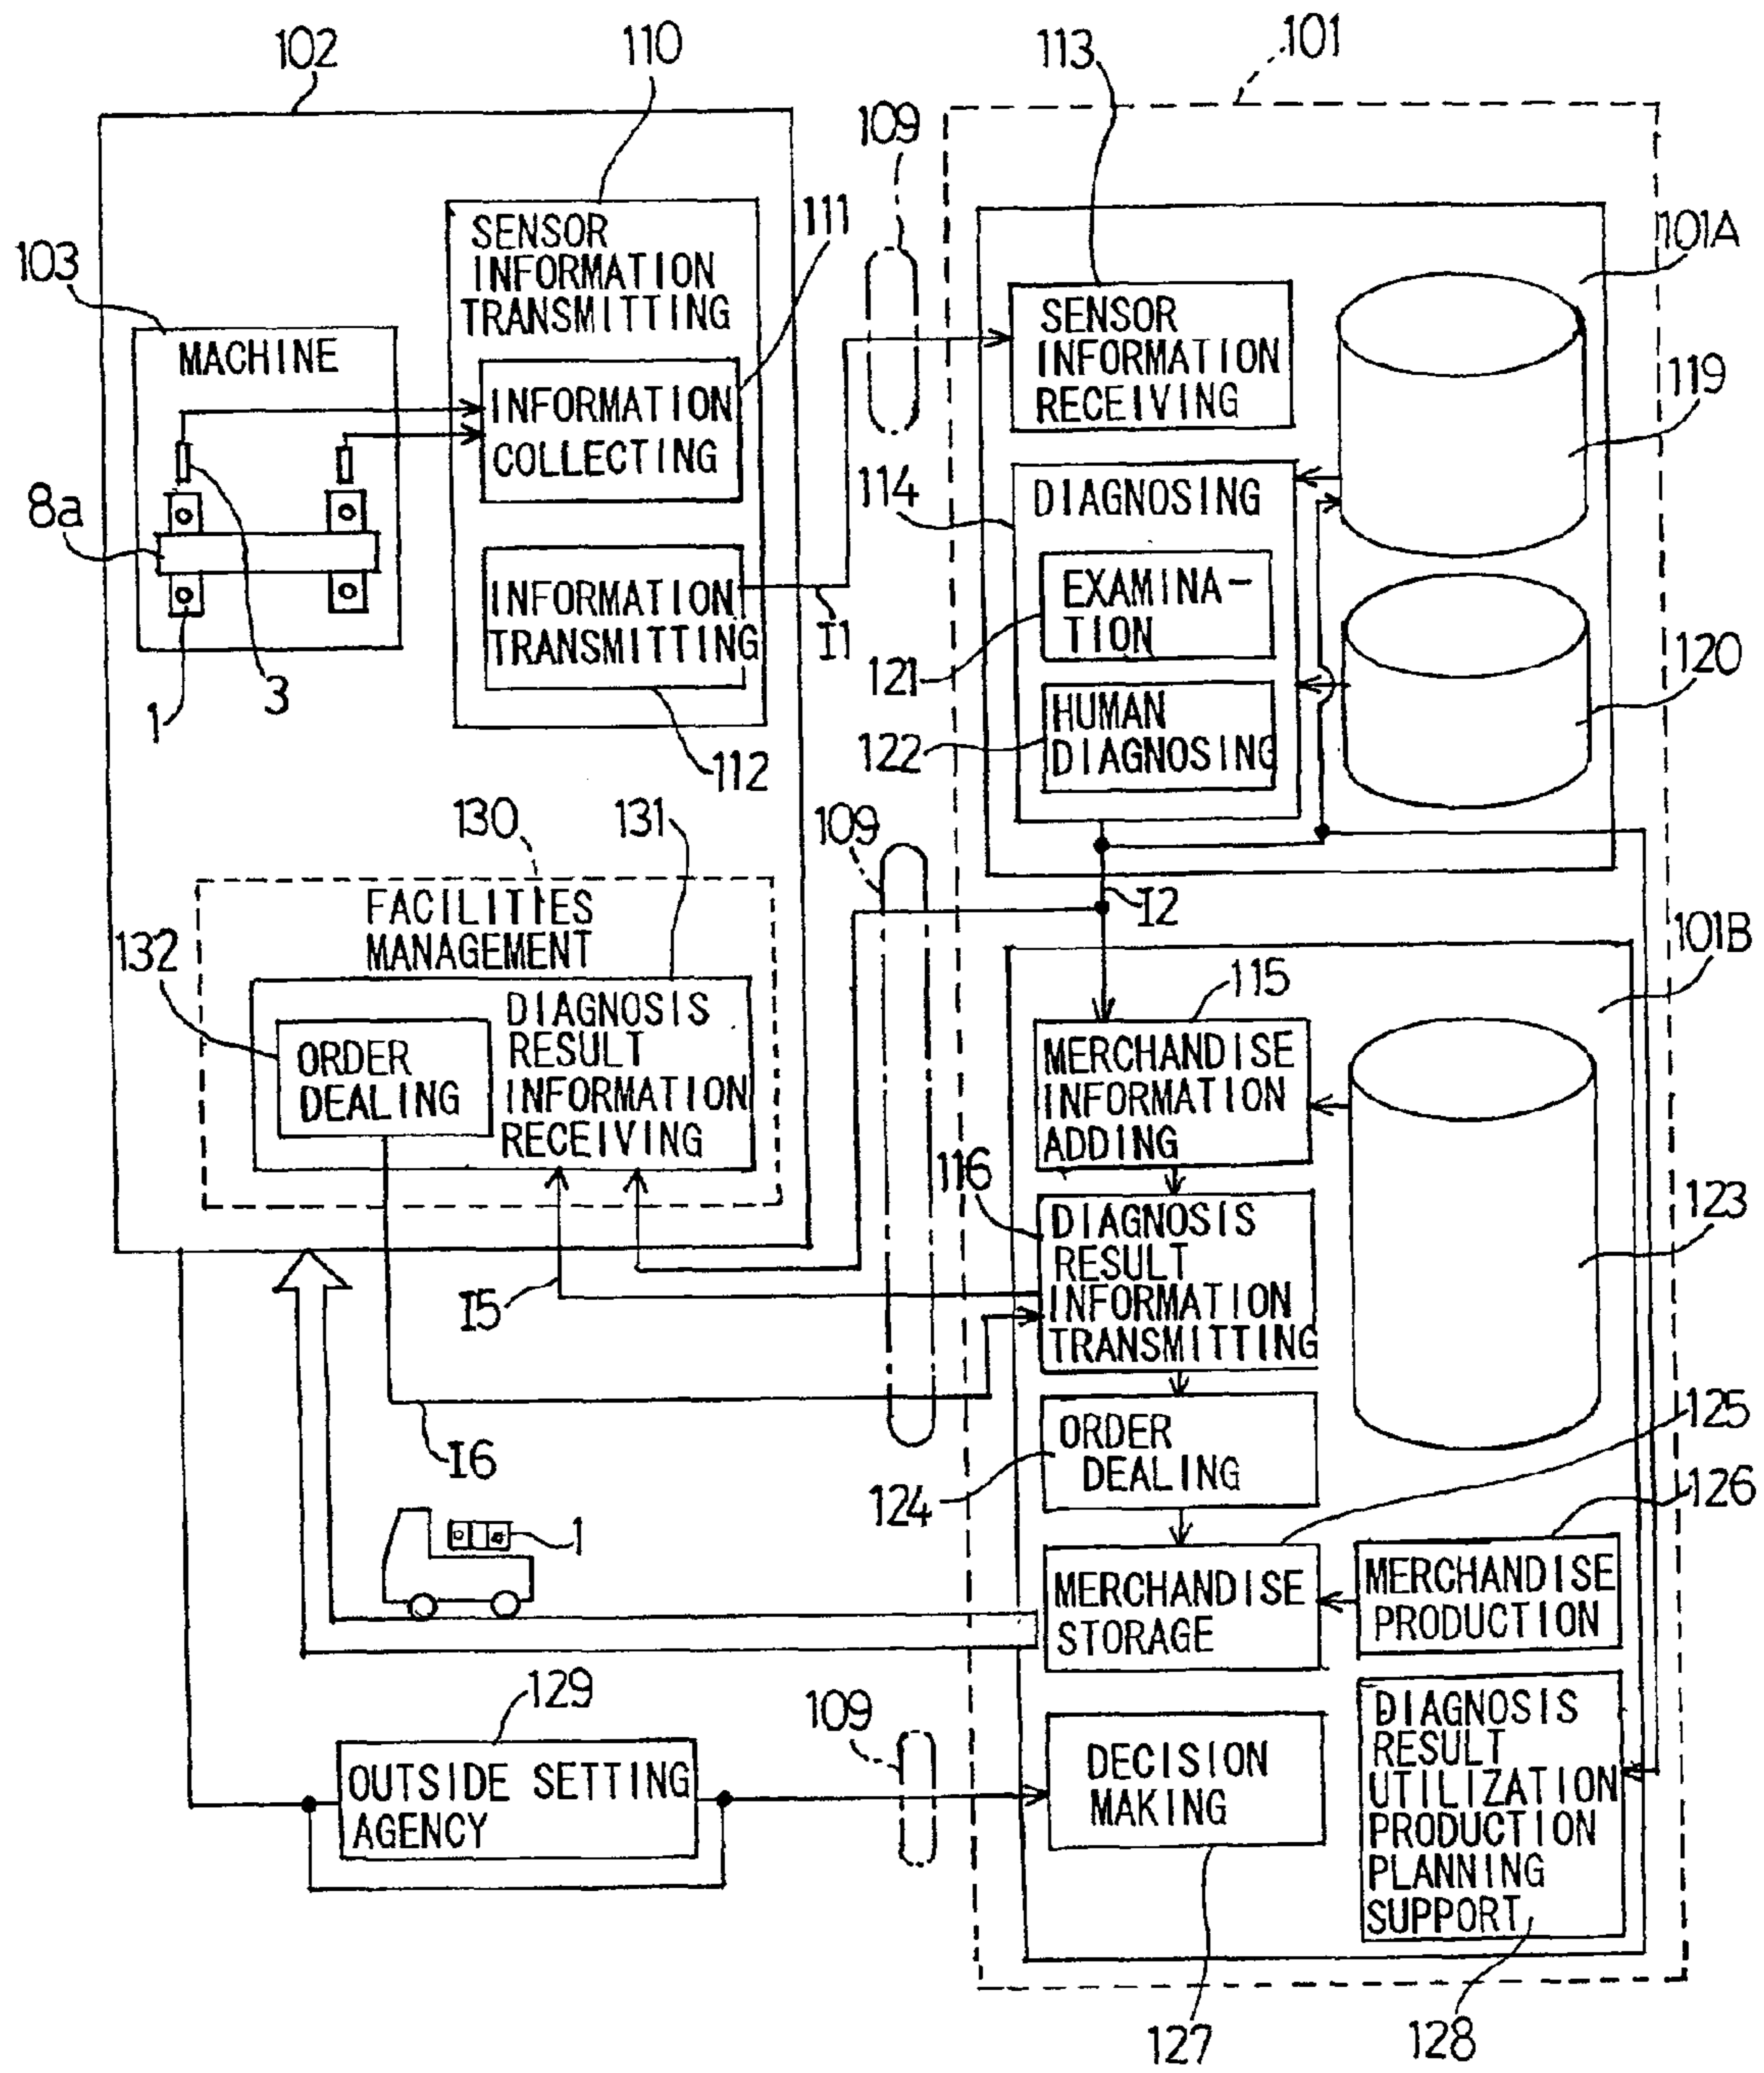 102
110
113
101
109
111
101A
103
SENSOR
INFORMATION
TRANSMITTING
MACHINE
INFORMATION
COLLECTING
SENSOR
INFORMATION
RECEIVING
119
114
DIAGNOSING
8a
3
1
INFORMATION
TRANSMITTING
I1
112
EXAMINA-
TION
121
HUMAN
DIAGNOSING
122
120
130
131
109
I2
101B
FACILITIES
MANAGEMENT
132
ORDER
DEALING
DIAGNOSIS
RESULT
INFORMATION
RECEIVING
115
MERCHANDISE
INFORMATION
ADDING
116
DIAGNOSIS
RESULT
INFORMATION
TRANSMITTING
123
I5
I6
ORDER
DEALING
124
125
126
1
MERCHANDISE
STORAGE
MERCHANDISE
PRODUCTION
129
OUTSIDE SETTING
AGENCY
109
DECISION
MAKING
DIAGNOSIS
RESULT
UTILIZATION
PRODUCTION
PLANNING
SUPPORT
127
128